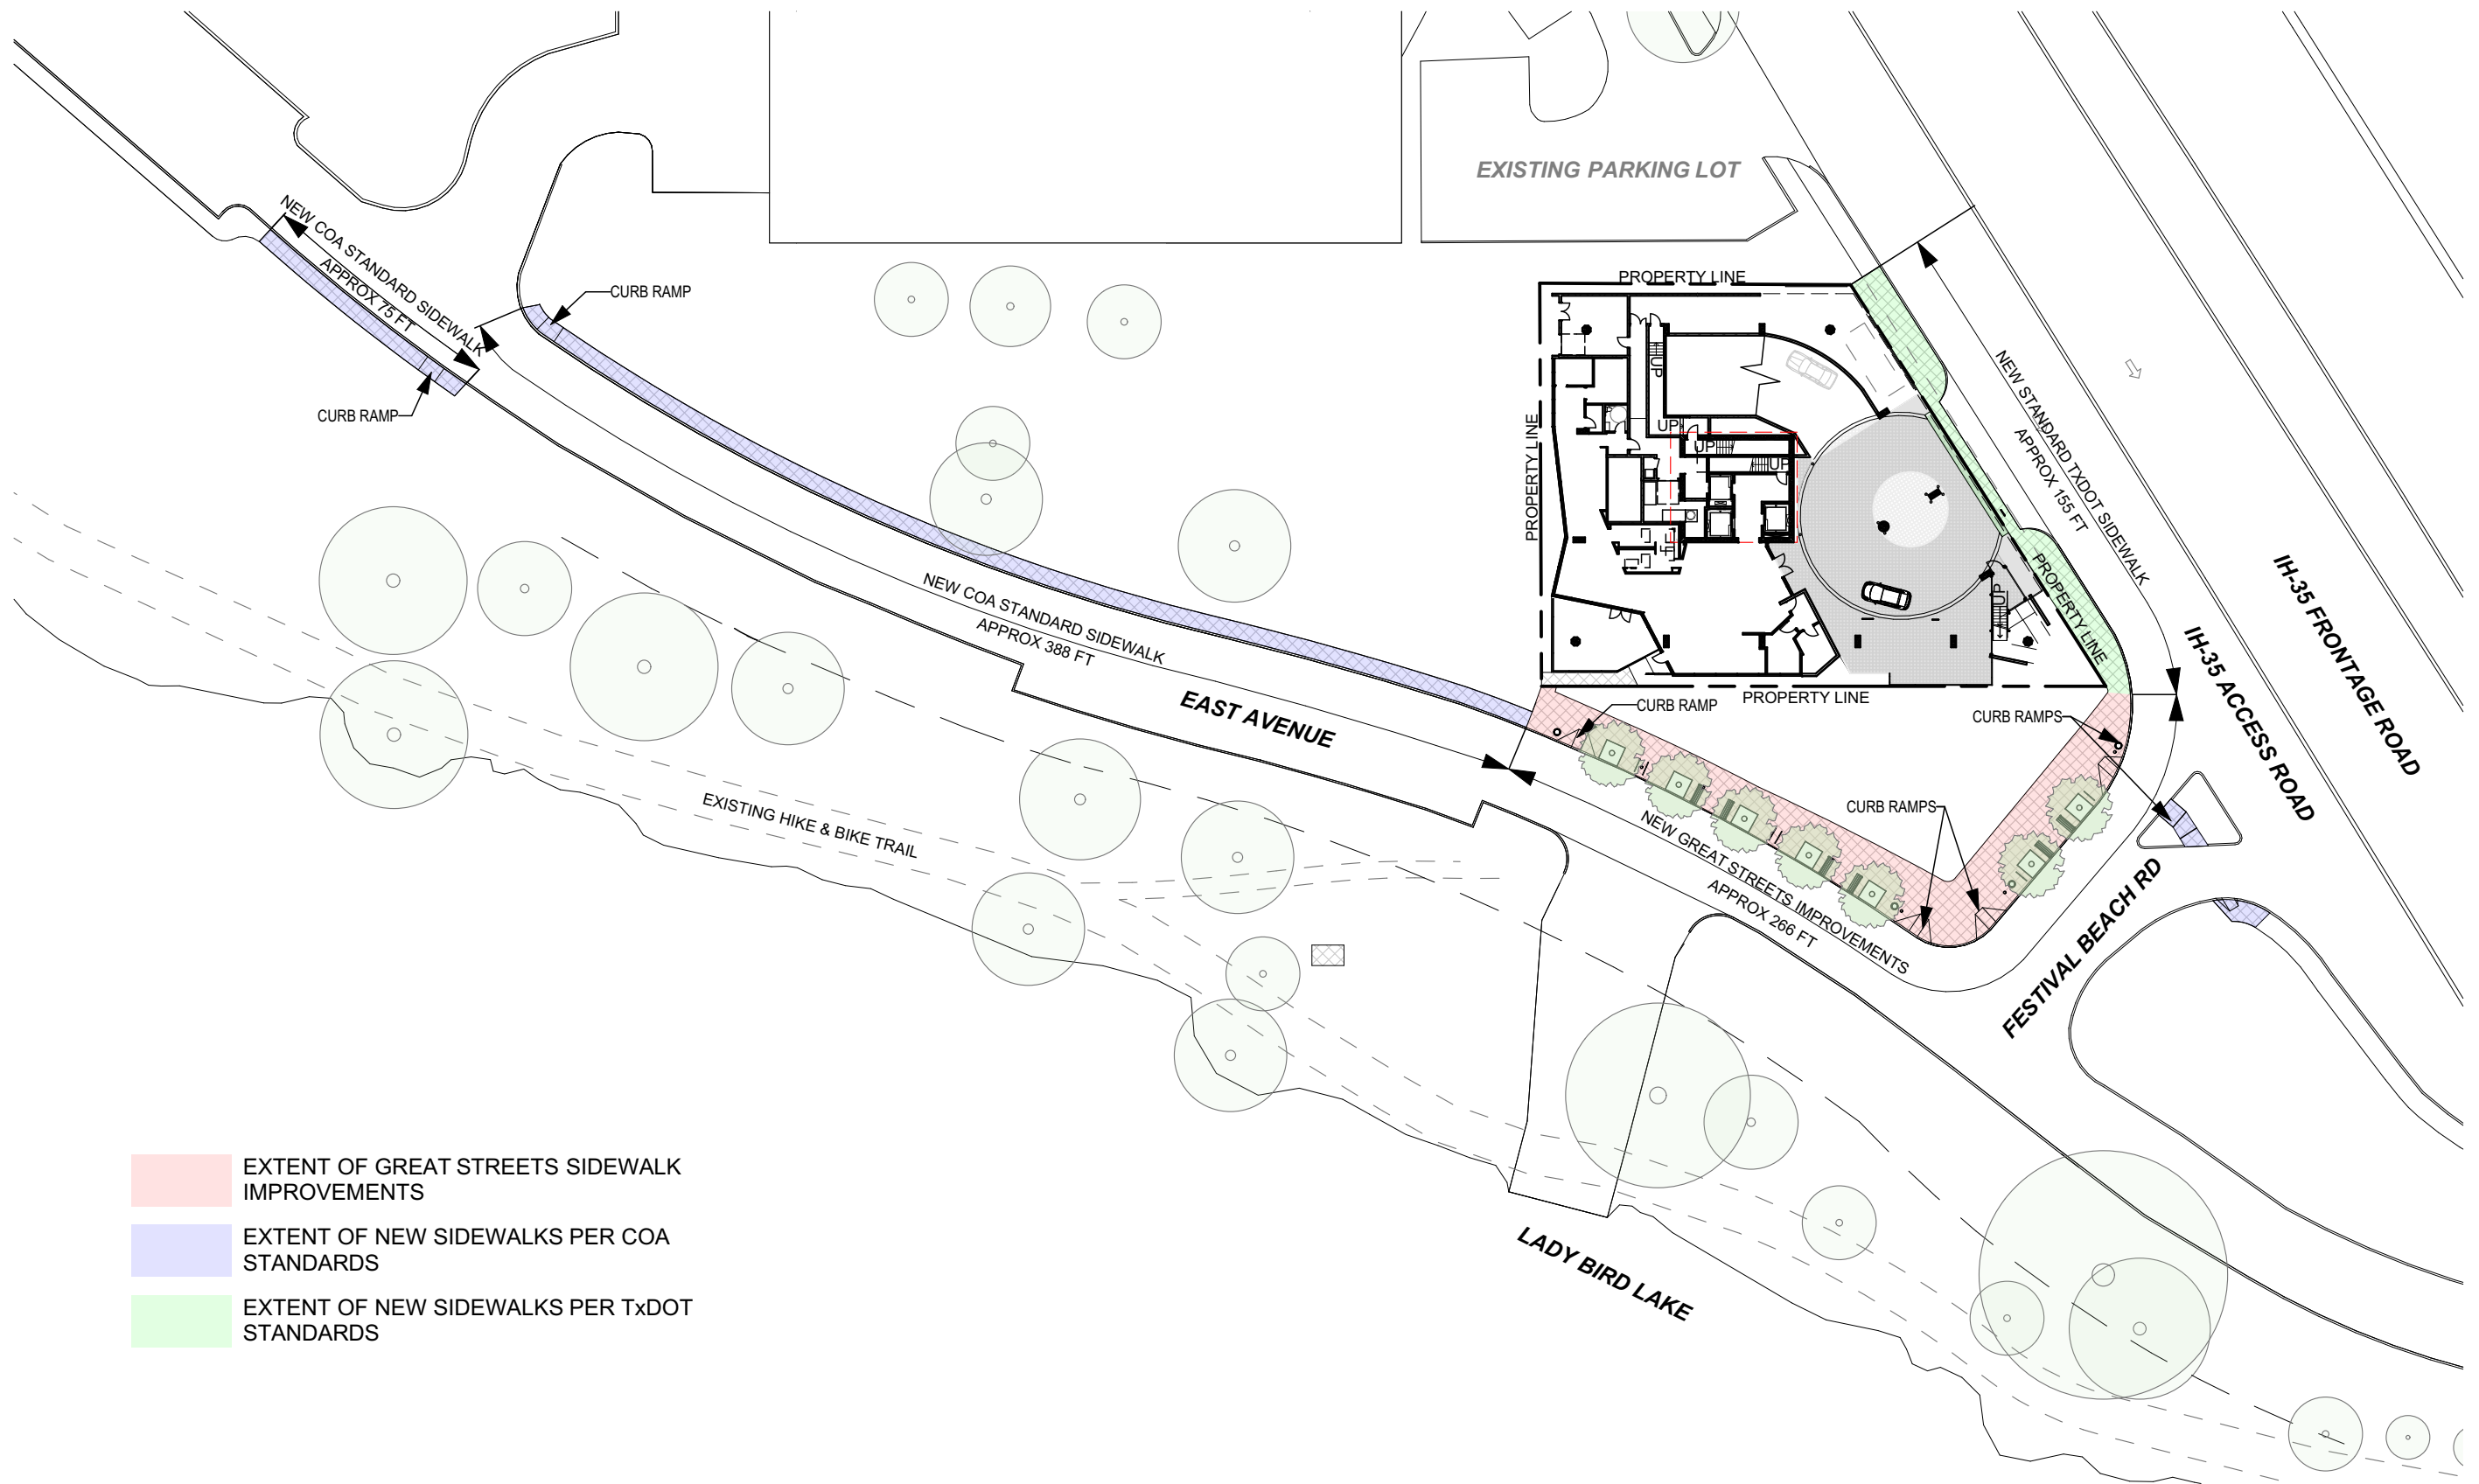 EXISTING PARKING LOT
NEW COA STANDARD SIDEWALK
APPROX 75 FT
CURB RAMP
CURB RAMP
PROPERTY LINE
PROPERTY LINE
UP
UP
UP
UP
UP
NEW STANDARD TXDOT SIDEWALK
APPROX 155 FT
PROPERTY LINE
IH-35 FRONTAGE ROAD
IH-35 ACCESS ROAD
NEW COA STANDARD SIDEWALK
APPROX 388 FT
EAST AVENUE
PROPERTY LINE
CURB RAMP
CURB RAMPS
CURB RAMPS
EXISTING HIKE & BIKE TRAIL
NEW GREAT STREETS IMPROVEMENTS
APPROX 266 FT
FESTIVAL BEACH RD
LADY BIRD LAKE
EXTENT OF GREAT STREETS SIDEWALK
IMPROVEMENTS
EXTENT OF NEW SIDEWALKS PER COA
STANDARDS
EXTENT OF NEW SIDEWALKS PER TxDOT
STANDARDS